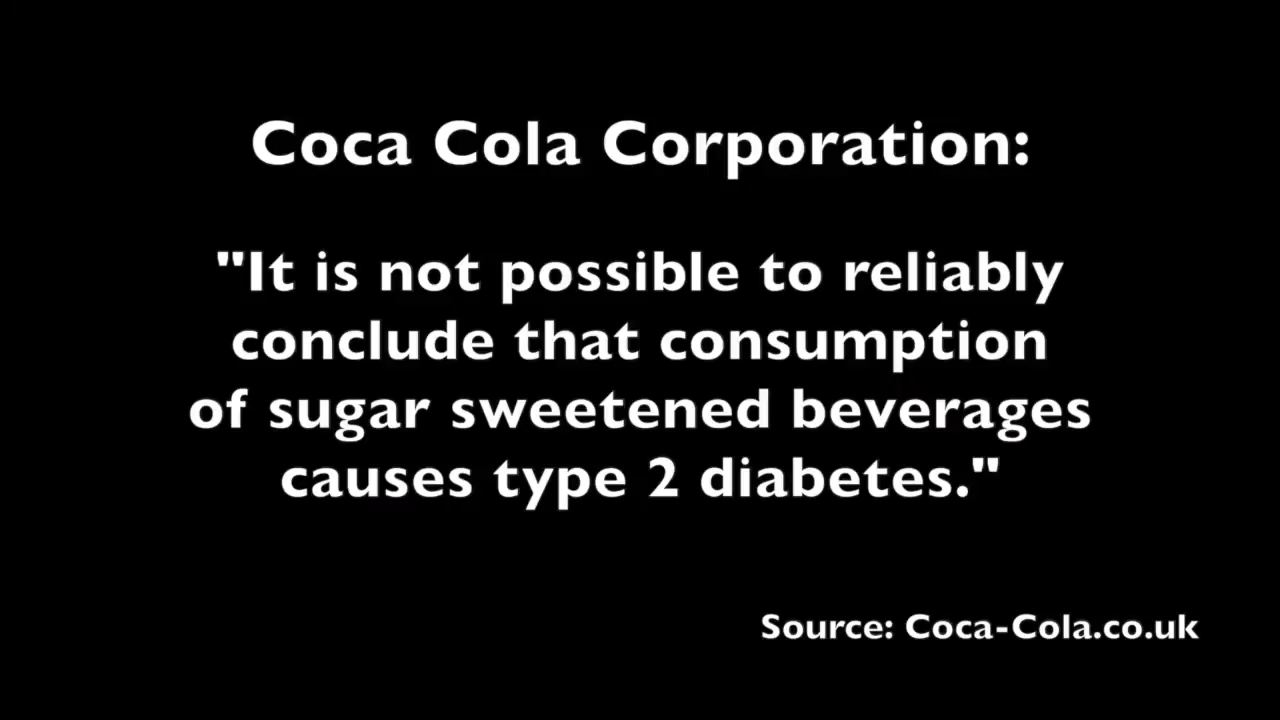 Coca Cola Corporation:
"It is not possible to reliably
conclude that consumption
of sugar sweetened beverages
causes type 2 diabetes."
Source: Coca-Cola.co.uk